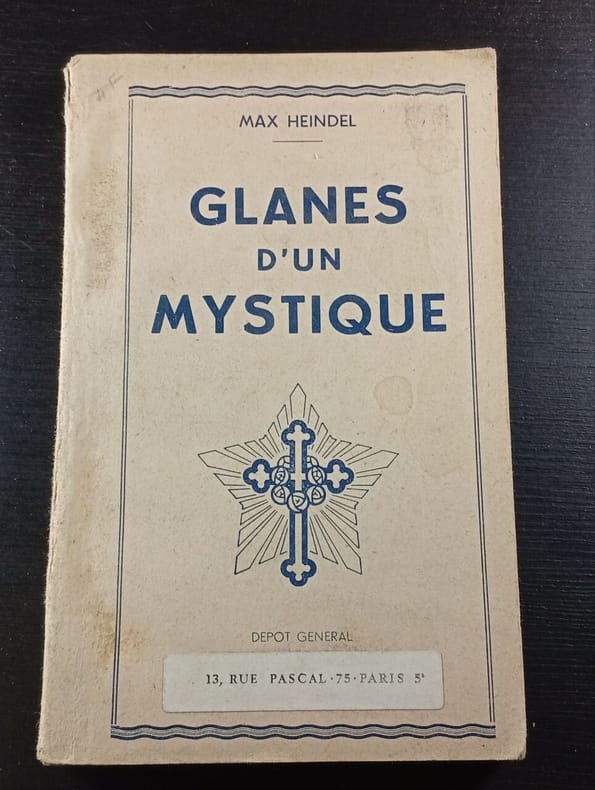 MAX HEINDEL
GLANES
D'UN
MYSTIQUE
DEPOT GENERAL
13, RUE PASCAL·75·PARIS 5e